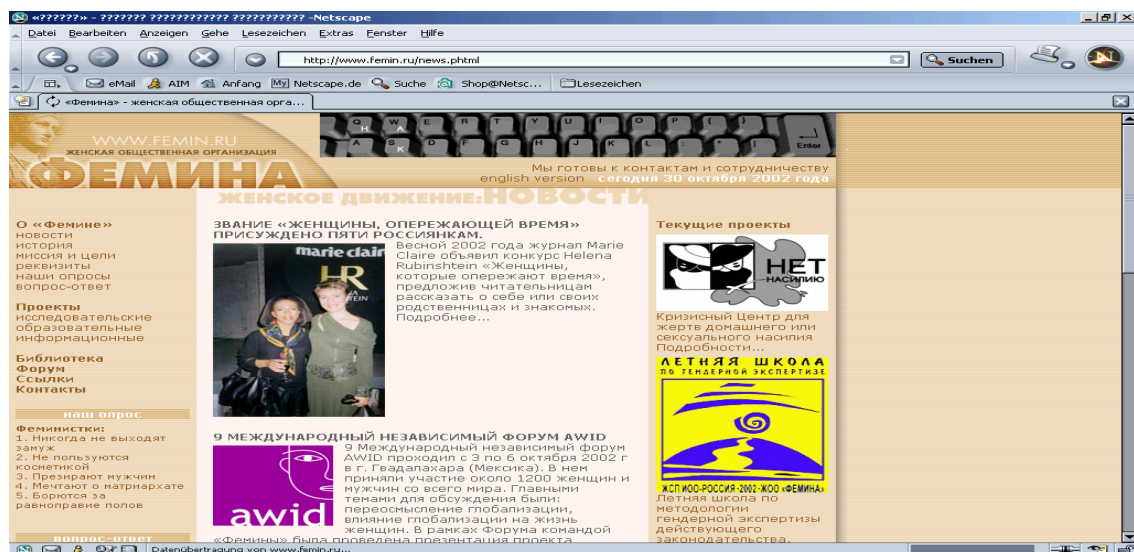 «??????» - ??????? ???????????? ??????????? -Netscape
Datei Bearbeiten Anzeigen Gehe Lesezeichen Extras Fenster Hilfe
http://www.femin.ru/news.phtml
Suchen
eMail AIM Anfang My Netscape.de Suche Shop@Netsc... Lesezeichen
«Фемина» - женская общественная орга...
WWW.FEMIN.RU
ЖЕНСКАЯ ОБЩЕСТВЕННАЯ ОРГАНИЗАЦИЯ
ФЕМИНА
Q W E R T Y U I O P { }
H A
A S D F G H J K L : Enter
K
Мы готовы к контактам и сотрудничеству
english version сегодня 30 октября 2002 года
ЖЕНСКОЕ ДВИЖЕНИЕ:НОВОСТИ
О «Фемине»
новости
история
миссия и цели
реквизиты
наши опросы
вопрос-ответ
Проекты
исследовательские
образовательные
информационные
Библиотека
Форум
Ссылки
Контакты
наш опрос
Феминистки:
1. Никогда не выходят
замуж
2. Не пользуются
косметикой
3. Презирают мужчин
4. Мечтают о матриархате
5. Борются за
равноправие полов
вопрос-ответ
ЗВАНИЕ «ЖЕНЩИНЫ, ОПЕРЕЖАЮЩЕЙ ВРЕМЯ»
ПРИСУЖДЕНО ПЯТИ РОССИЯНКАМ.
marie clair
HR
Весной 2002 года журнал Marie
Claire объявил конкурс Helena
Rubinshtein «Женщины,
которые опережают время»,
предложив читательницам
рассказать о себе или своих
родственницах и знакомых.
Подробнее...
9 МЕЖДУНАРОДНЫЙ НЕЗАВИСИМЫЙ ФОРУМ AWID
awid
9 Международный независимый форум
AWID проходил с 3 по 6 октября 2002 г
в г. Гвадалахара (Мексика). В нем
приняли участие около 1200 женщин и
мужчин со всего мира. Главными
темами для обсуждения были:
переосмысление глобализации,
влияние глобализации на жизнь
женщин. В рамках Форума командой
«Фемины» была проведена презентация проекта
Текущие проекты
НЕТ
НАСИЛИЮ
Кризисный Центр для
жертв домашнего или
сексуального насилия
Подробности...
ЛЕТНЯЯ ШКОЛА
ПО ГЕНДЕРНОЙ ЭКСПЕРТИЗЕ
ЖСП ИОО-РОССИЯ-2002-ЖОО «ФЕМИНА»
Летняя школа по
методологии
гендерной экспертизы
действующего
законодательства.
Datenübertragung von www.femin.ru...